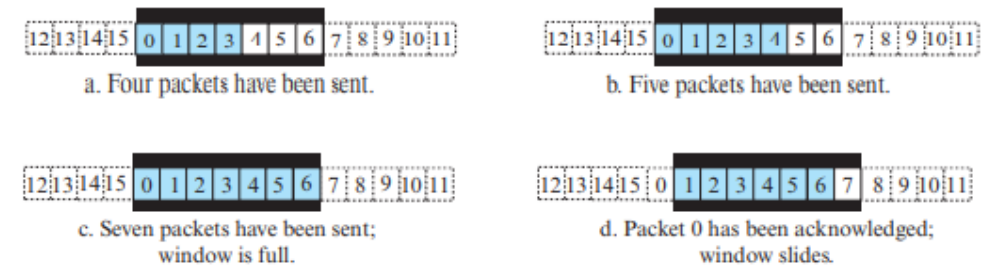 12 13 14 15 0 1 2 3 4 5 6 7 8 9 10 11
a. Four packets have been sent.
12 13 14 15 0 1 2 3 4 5 6 7 8 9 10 11
b. Five packets have been sent.
12 13 14 15 0 1 2 3 4 5 6 7 8 9 10 11
c. Seven packets have been sent;
window is full.
12 13 14 15 0 1 2 3 4 5 6 7 8 9 10 11
d. Packet 0 has been acknowledged;
window slides.